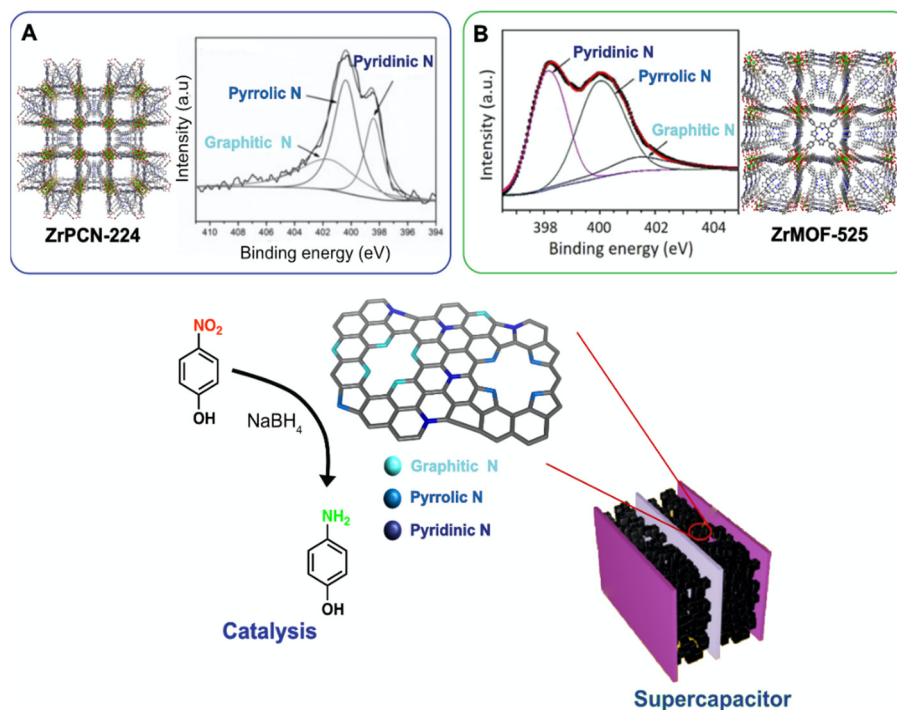 A
Pyridinic N
Pyrrolic N
Graphitic N
Intensity (a.u)
410 408 406 404 402 400 398 396 394
Binding energy (eV)
ZrPCN-224
B
Pyridinic N
Pyrrolic N
Graphitic N
Intensity (a.u.)
398 400 402 404
Binding energy (eV)
ZrMOF-525
NO2
OH
NaBH4
NH2
OH
Catalysis
Graphitic N
Pyrrolic N
Pyridinic N
Supercapacitor